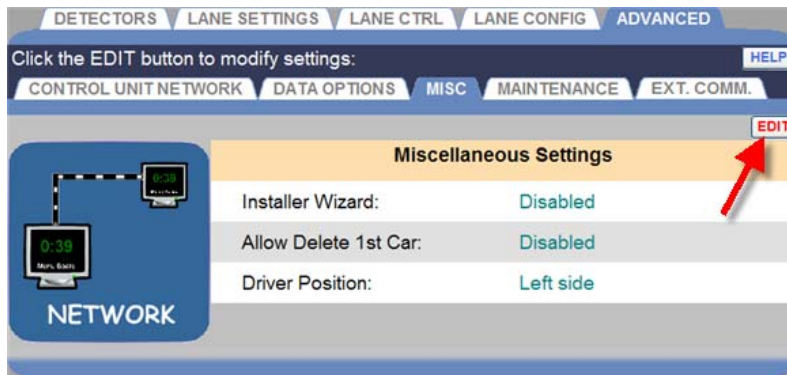 DETECTORS LANE SETTINGS LANE CTRL LANE CONFIG ADVANCED
Click the EDIT button to modify settings: HELP
CONTROL UNIT NETWORK DATA OPTIONS MISC MAINTENANCE EXT. COMM.
EDIT
Miscellaneous Settings
0:39
Installer Wizard: Disabled
0:39
Allow Delete 1st Car: Disabled
Driver Position: Left side
NETWORK